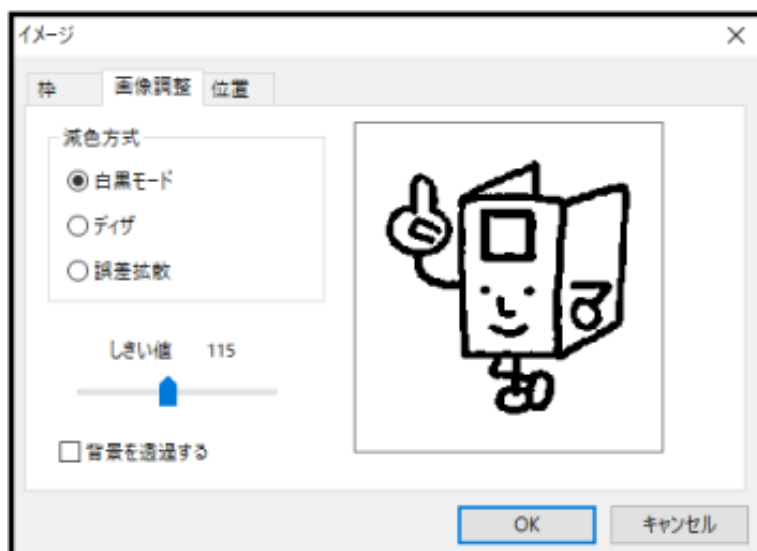 イメージ
枠 画像調整 位置
減色方式
白黒モード
ディザ
誤差拡散
しきい値 115
背景を透過する
OK キャンセル